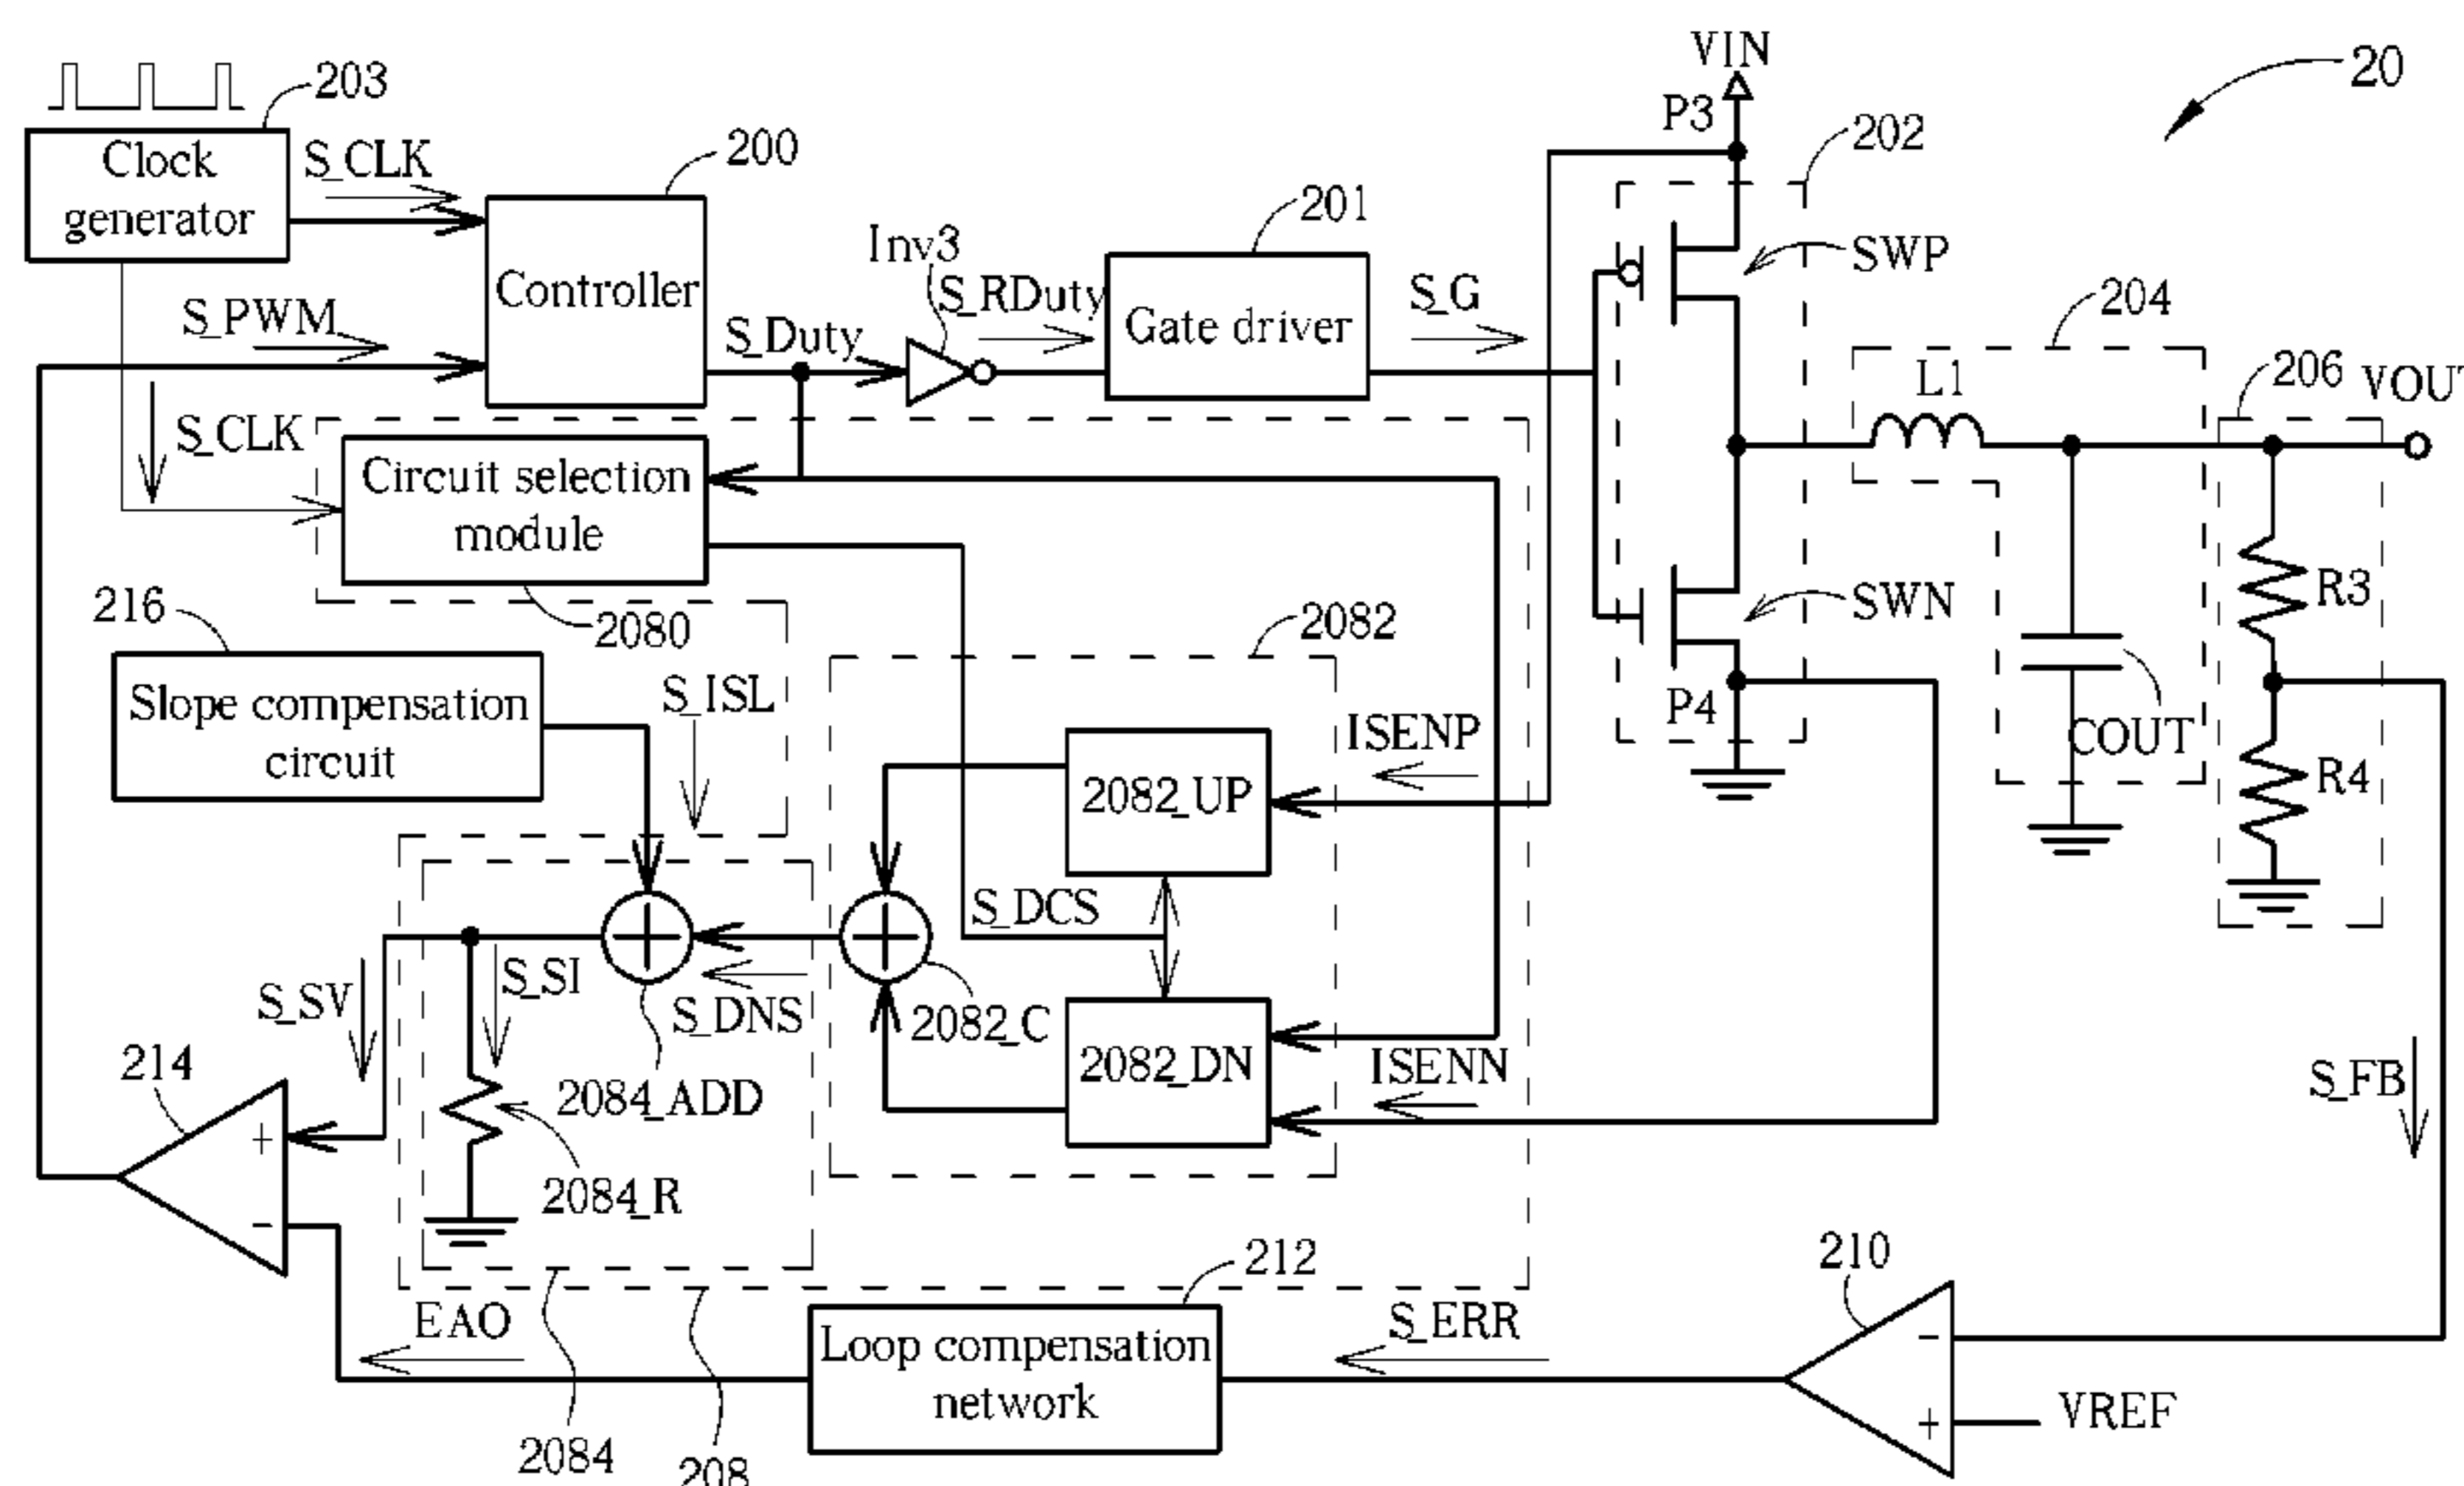 VIN
20
203
P3
202
Clock
generator
S_CLK
200
201
Inv3
SWP
Controller
S_PWM
S_Duty
S_RDuty
Gate driver
S_G
204
L1
206
VOUT
S_CLK
Circuit selection
module
2080
SWN
R3
216
2082
Slope compensation
circuit
S_ISL
P4
COUT
ISENP
2082_UP
R4
S_DCS
S_SV
S_SI
S_DNS
2082_C
2082_DN
ISENN
S_FB
214
2084_ADD
+
2084_R
−
212
210
EAO
Loop compensation
network
S_ERR
−
+
VREF
2084
208